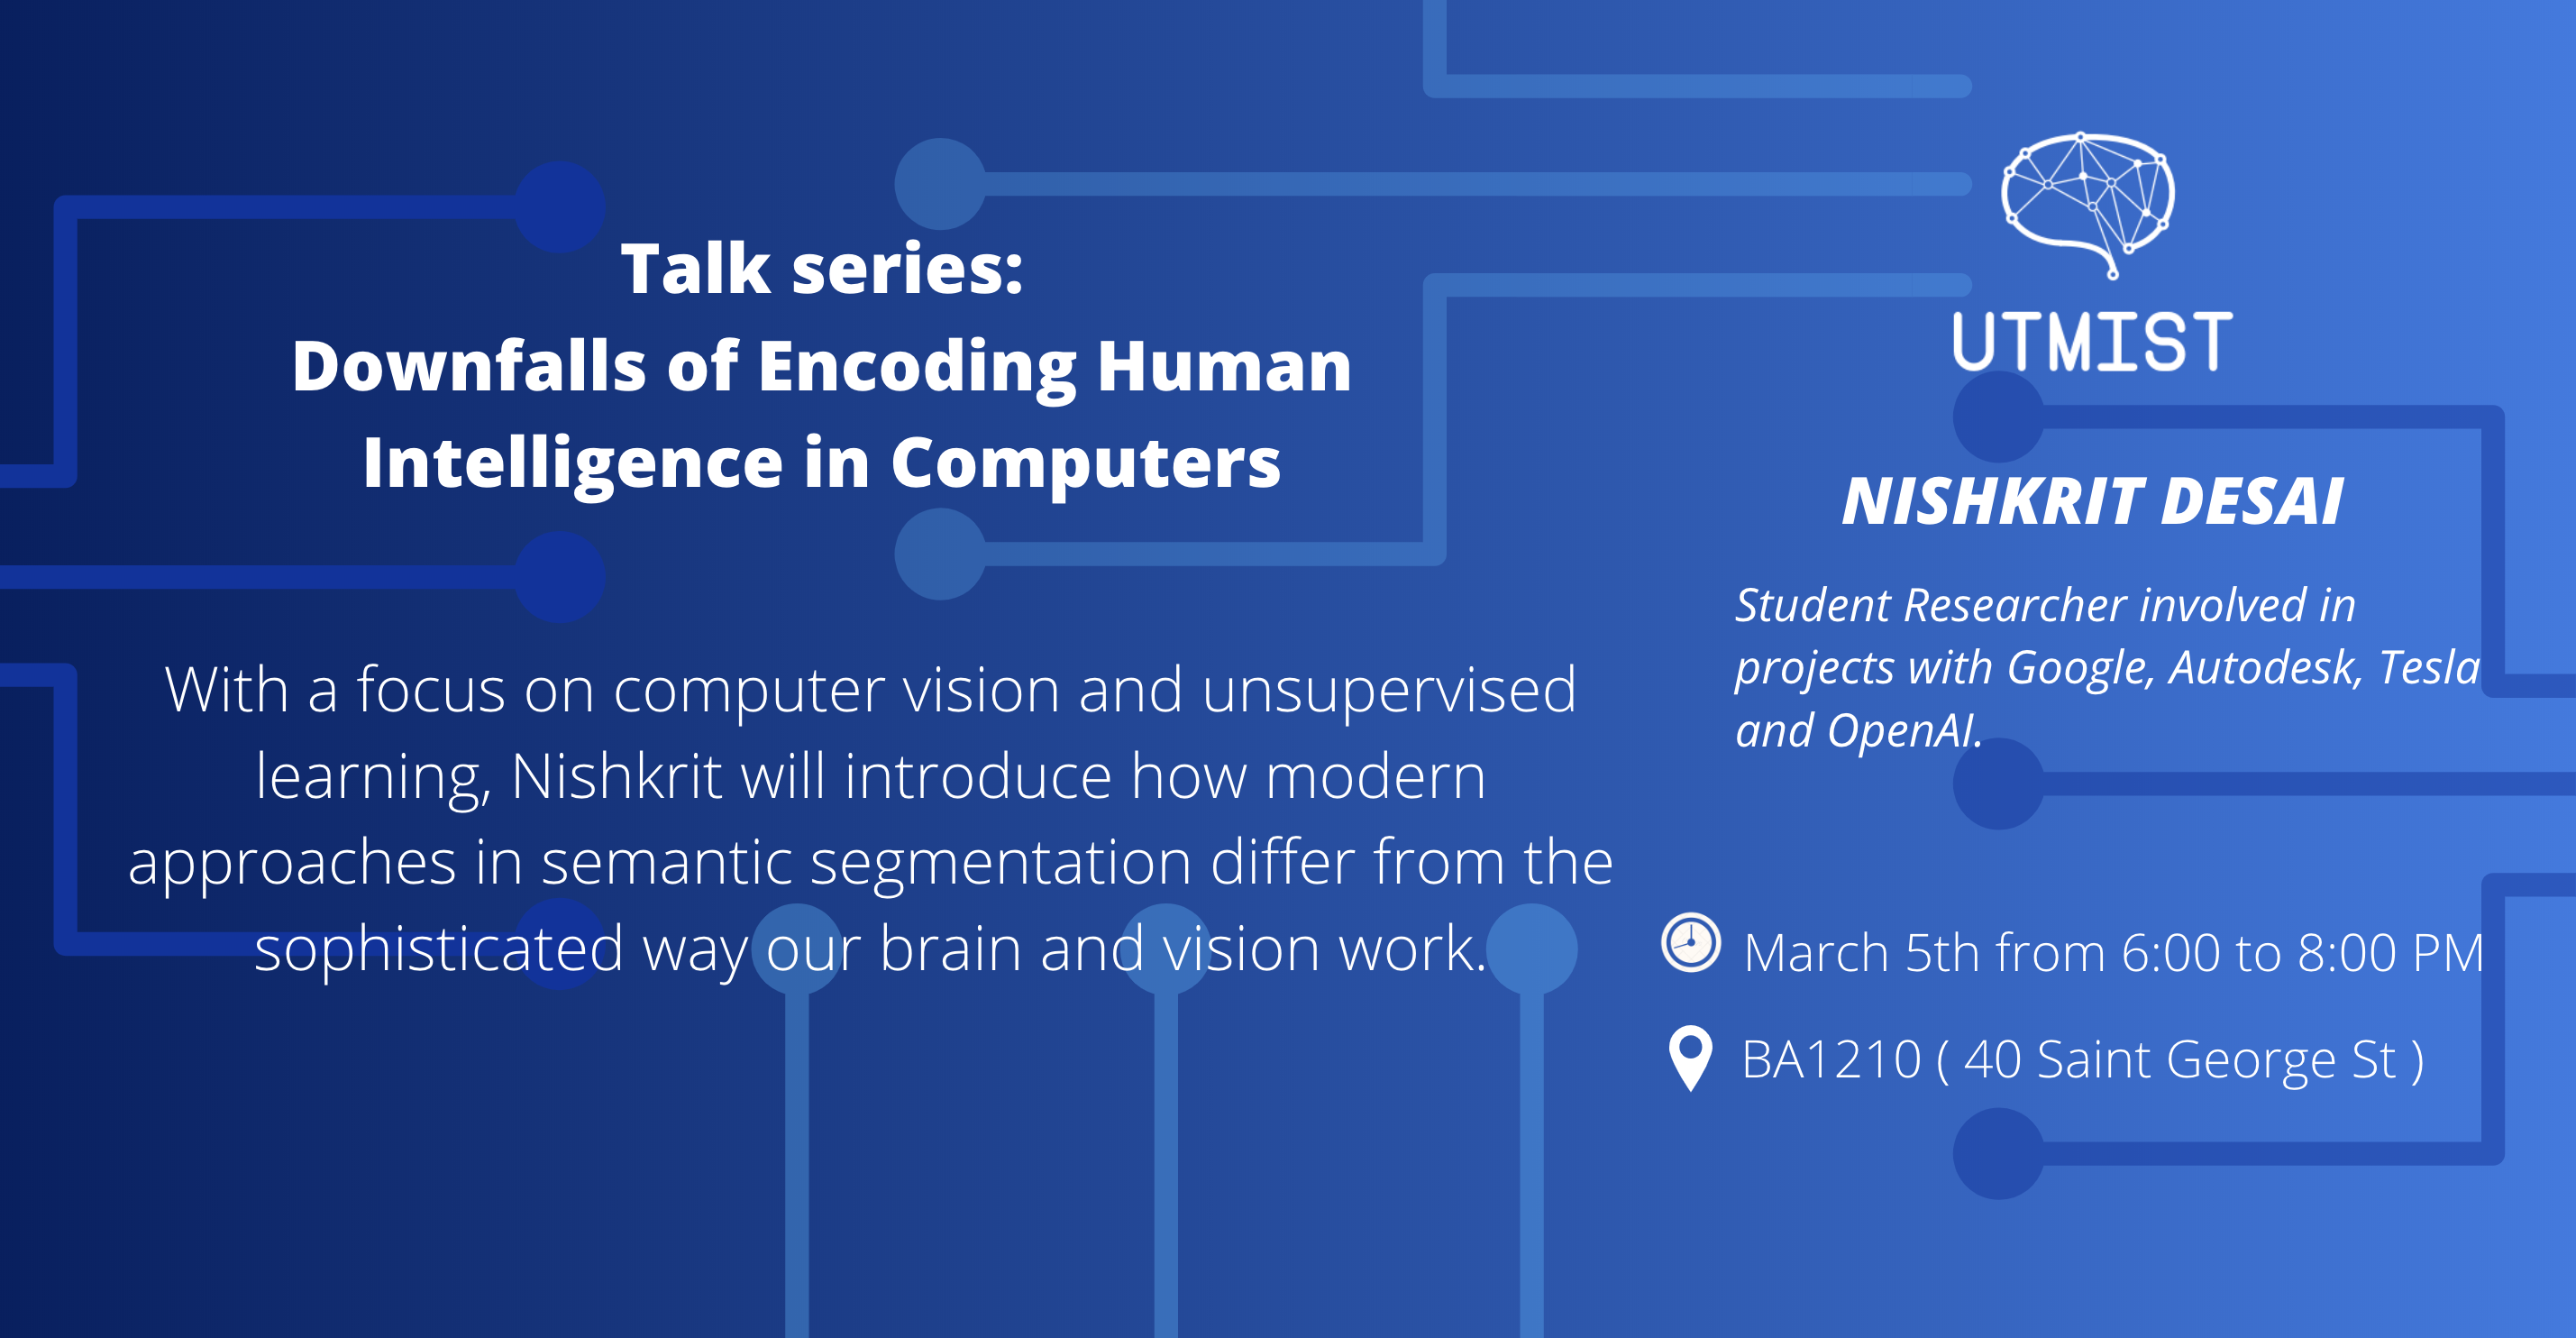 Talk series:
Downfalls of Encoding Human
Intelligence in Computers
With a focus on computer vision and unsupervised
learning, Nishkrit will introduce how modern
approaches in semantic segmentation differ from the
sophisticated way our brain and vision work.
UTMIST
NISHKRIT DESAI
Student Researcher involved in
projects with Google, Autodesk, Tesla
and OpenAI.
March 5th from 6:00 to 8:00 PM
BA1210 ( 40 Saint George St )